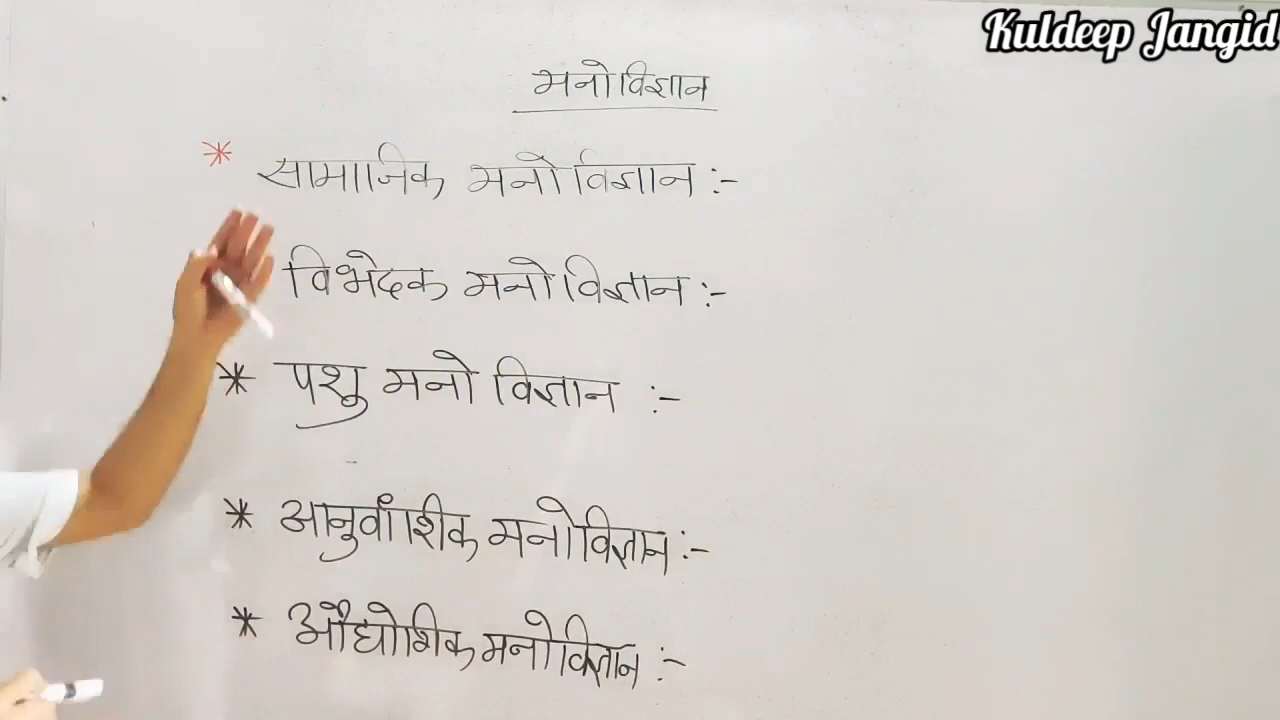 Kuldeep Jangid
मनोविज्ञान
* सामाजिक मनोविज्ञान :-
विभेदक मनोविज्ञान :-
* पशु मनोविज्ञान :-
* आनुवांशिक मनोविज्ञान :-
* औद्योगिक मनोविज्ञान :-